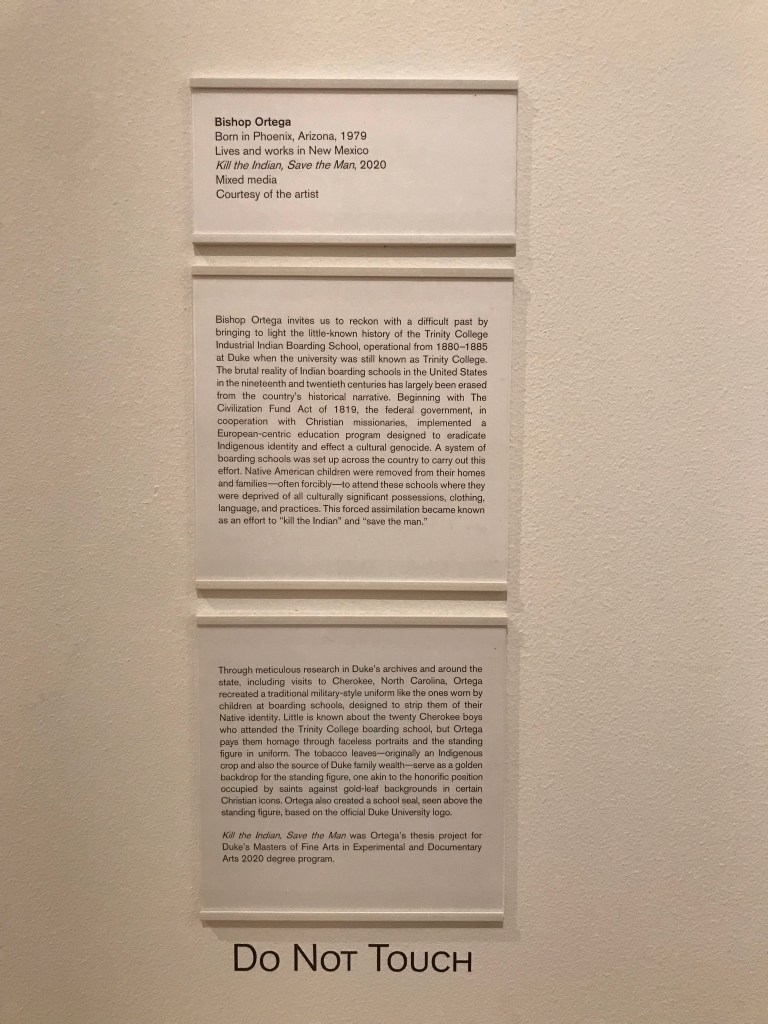 Bishop Ortega
Born in Phoenix, Arizona, 1979
Lives and works in New Mexico
Kill the Indian, Save the Man, 2020
Mixed media
Courtesy of the artist
Bishop Ortega invites us to reckon with a difficult past by
bringing to light the little-known history of the Trinity College
Industrial Indian Boarding School, operational from 1880–1885
at Duke when the university was still known as Trinity College.
The brutal reality of Indian boarding schools in the United States
in the nineteenth and twentieth centuries has largely been erased
from the country's historical narrative. Beginning with The
Civilization Fund Act of 1819, the federal government, in
cooperation with Christian missionaries, implemented a
European-centric education program designed to eradicate
Indigenous identity and effect a cultural genocide. A system of
boarding schools was set up across the country to carry out this
effort. Native American children were removed from their homes
and families—often forcibly—to attend these schools where they
were deprived of all culturally significant possessions, clothing,
language, and practices. This forced assimilation became known
as an effort to “kill the Indian” and “save the man.”
Through meticulous research in Duke's archives and around the
state, including visits to Cherokee, North Carolina, Ortega
recreated a traditional military-style uniform like the ones worn by
children at boarding schools, designed to strip them of their
Native identity. Little is known about the twenty Cherokee boys
who attended the Trinity College boarding school, but Ortega
pays them homage through faceless portraits and the standing
figure in uniform. The tobacco leaves—originally an Indigenous
crop and also the source of Duke family wealth—serve as a golden
backdrop for the standing figure, one akin to the honorific position
occupied by saints against gold-leaf backgrounds in certain
Christian icons. Ortega also created a school seal, seen above the
standing figure, based on the official Duke University logo.
Kill the Indian, Save the Man was Ortega's thesis project for
Duke's Masters of Fine Arts in Experimental and Documentary
Arts 2020 degree program.
DO NOT TOUCH